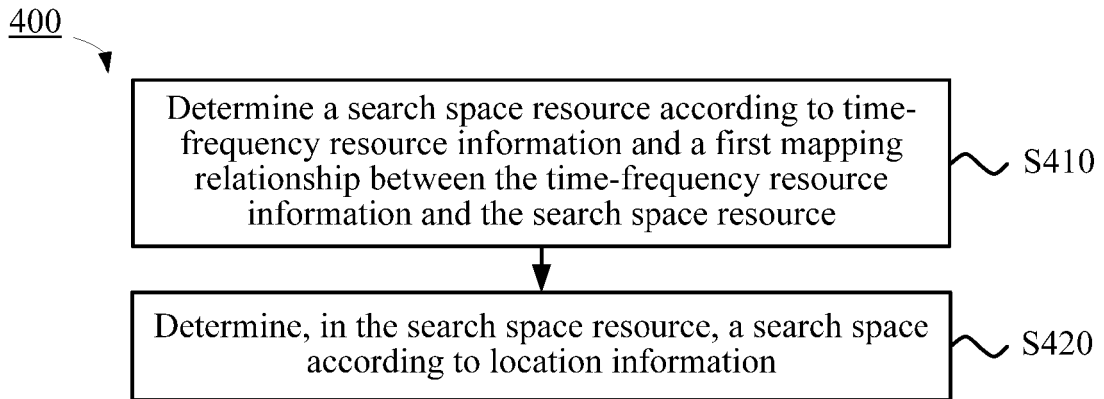 400
Determine a search space resource according to time-
frequency resource information and a first mapping
relationship between the time-frequency resource
information and the search space resource
S410
Determine, in the search space resource, a search space
according to location information
S420